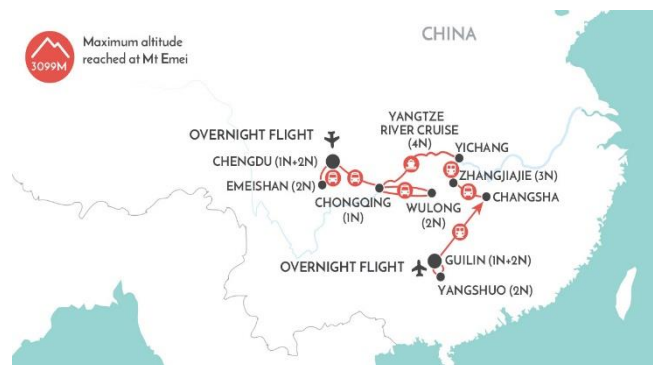 Maximum altitude
reached at Mt Emei
3099M
CHINA
OVERNIGHT FLIGHT
CHENGDU (1N+2N)
EMEISHAN (2N)
CHONGQING
(1N)
YANGTZE
RIVER CRUISE
(4N)
YICHANG
ZHANGJIAJIE (3N)
CHANGSHA
WULONG
(2N)
OVERNIGHT FLIGHT
GUILIN (1N+2N)
YANGSHUO (2N)